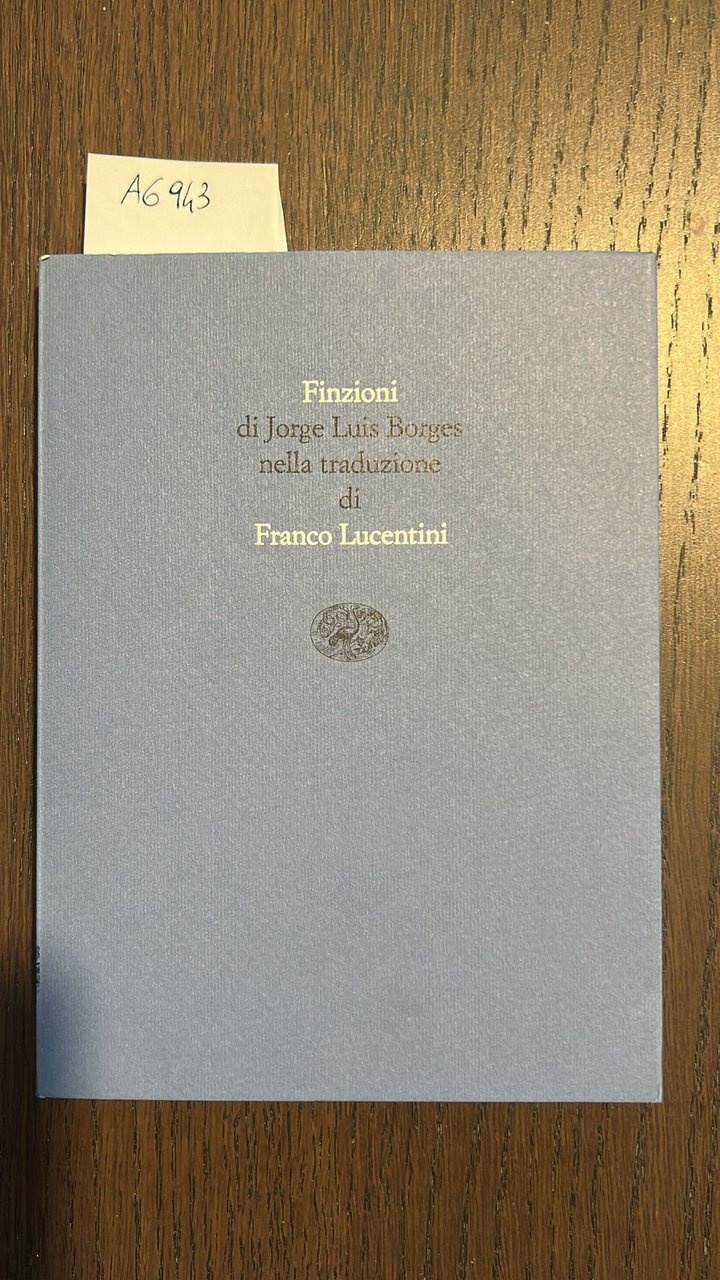 A6943
Finzioni
di Jorge Luis Borges
nella traduzione
di
Franco Lucentini